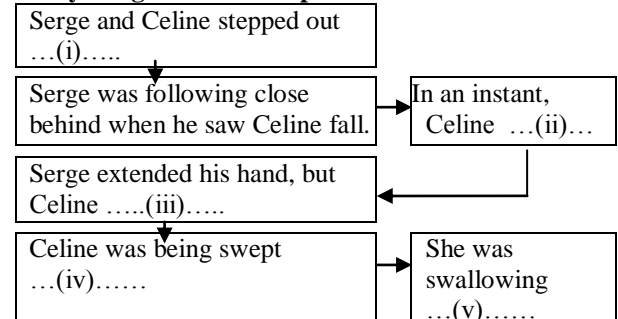 Serge and Celine stepped out
…(i)…..
Serge was following close
behind when he saw Celine fall.
In an instant,
Celine …(ii)…
Serge extended his hand, but
Celine …..(iii)…..
Celine was being swept
…(iv)……
She was
swallowing
…(v)……